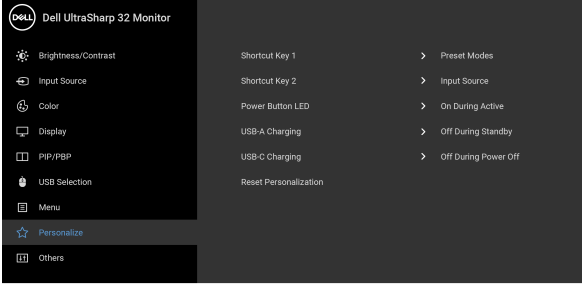 DELL Dell UltraSharp 32 Monitor
Brightness/Contrast Shortcut Key 1 > Preset Modes
Input Source Shortcut Key 2 > Input Source
Color Power Button LED > On During Active
Display USB-A Charging > Off During Standby
PIP/PBP USB-C Charging > Off During Power Off
USB Selection Reset Personalization
Menu
Personalize
Others